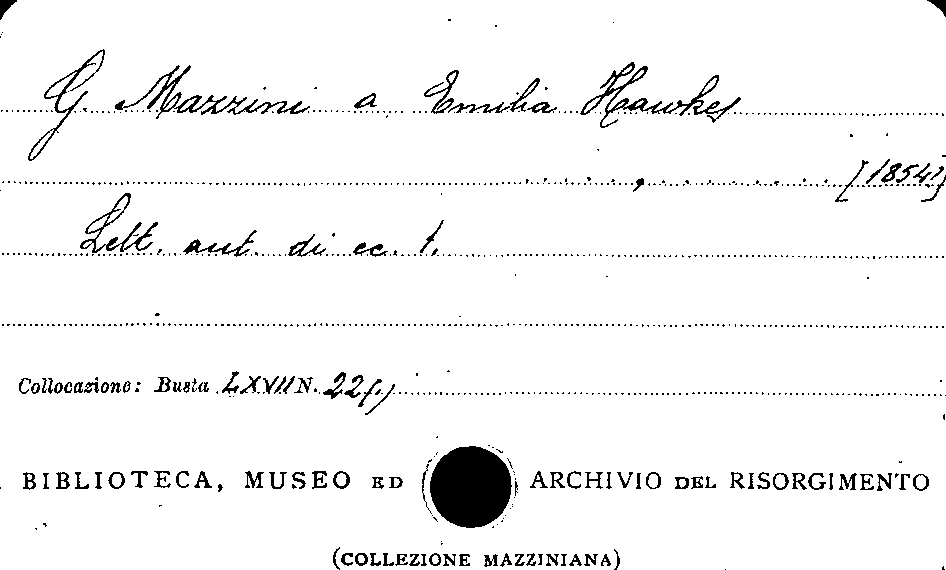 G. Mazzini a Emilia Hawkes
[1854?]
Lett. aut. di cc. 1.
Collocazione: Busta LXVII N. 22(1)
BIBLIOTECA, MUSEO ED ARCHIVIO DEL RISORGIMENTO
(COLLEZIONE MAZZINIANA)